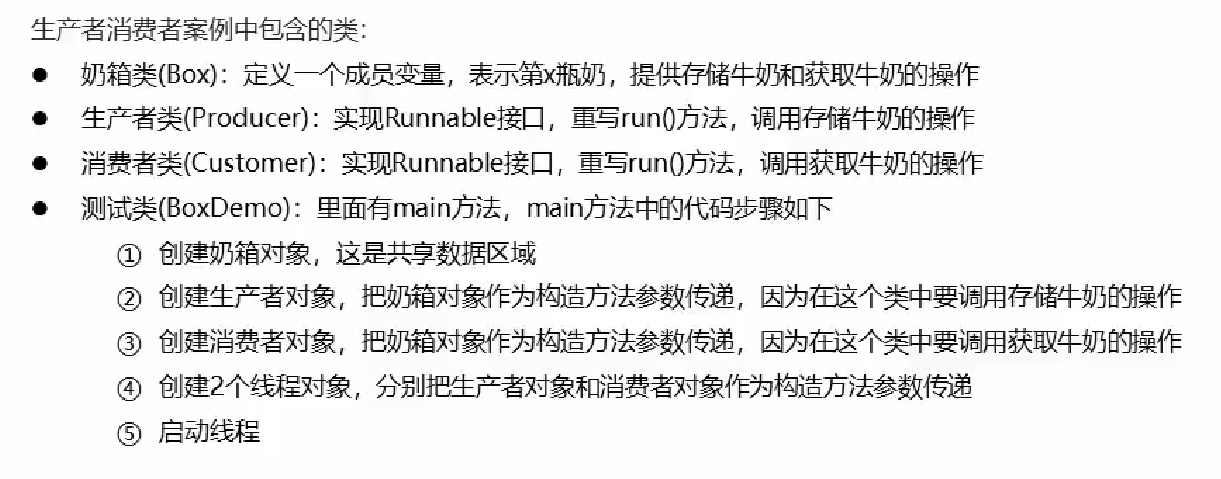 生产者消费者案例中包含的类：
● 奶箱类(Box)：定义一个成员变量，表示第x瓶奶，提供存储牛奶和获取牛奶的操作
● 生产者类(Producer)：实现Runnable接口，重写run()方法，调用存储牛奶的操作
● 消费者类(Customer)：实现Runnable接口，重写run()方法，调用获取牛奶的操作
● 测试类(BoxDemo)：里面有main方法，main方法中的代码步骤如下
① 创建奶箱对象，这是共享数据区域
② 创建生产者对象，把奶箱对象作为构造方法参数传递，因为在这个类中要调用存储牛奶的操作
③ 创建消费者对象，把奶箱对象作为构造方法参数传递，因为在这个类中要调用获取牛奶的操作
④ 创建2个线程对象，分别把生产者对象和消费者对象作为构造方法参数传递
⑤ 启动线程